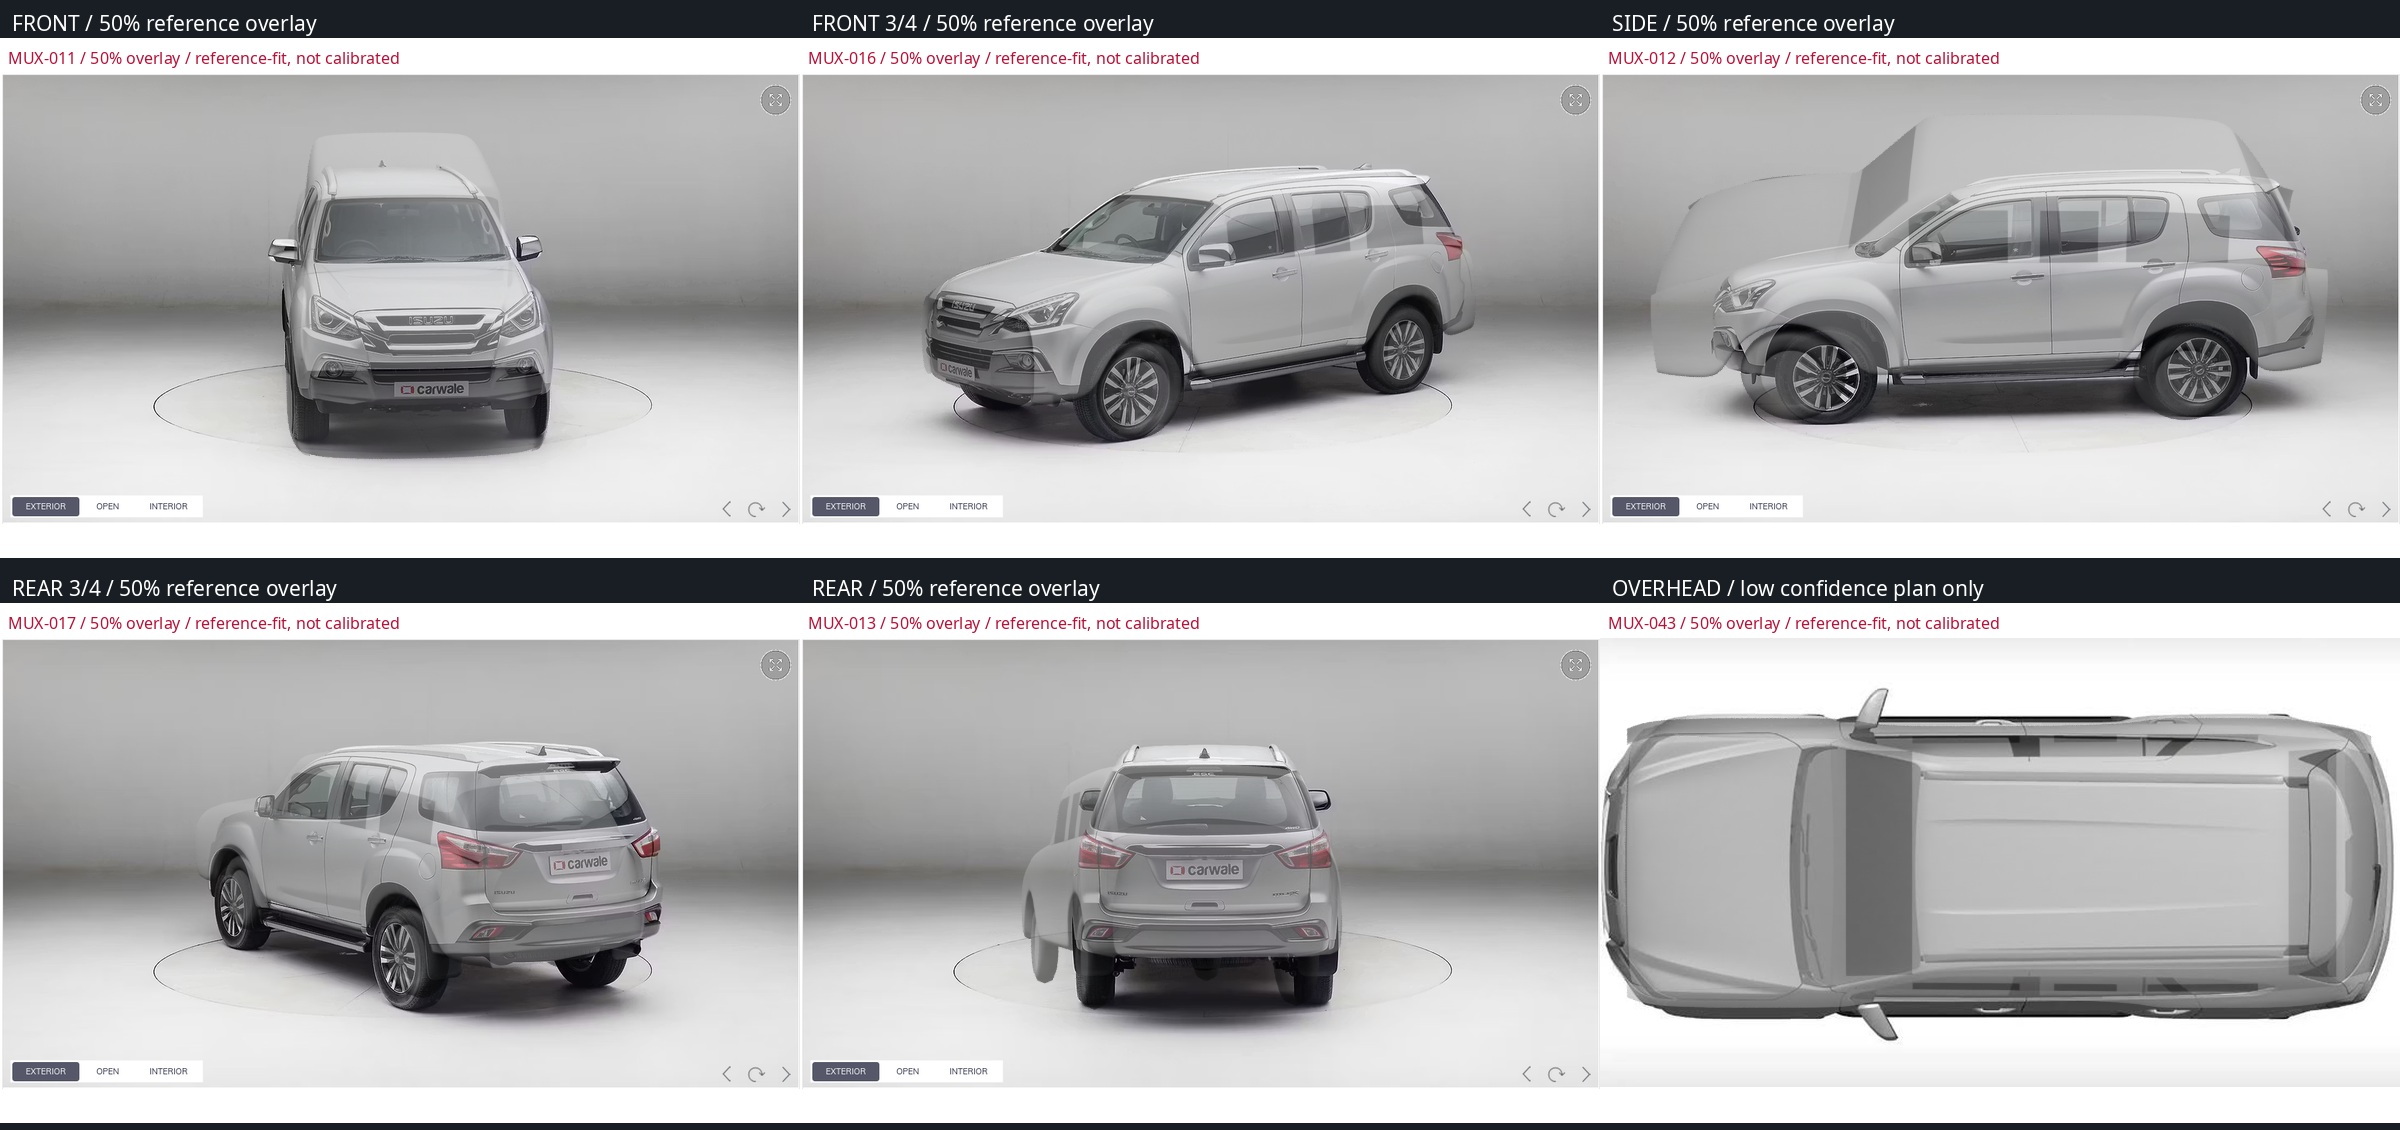 FRONT / 50% reference overlay
MUX-011 / 50% overlay / reference-fit, not calibrated
ISUZU
carwale
EXTERIOR OPEN INTERIOR
FRONT 3/4 / 50% reference overlay
MUX-016 / 50% overlay / reference-fit, not calibrated
ISUZU
carwale
EXTERIOR OPEN INTERIOR
SIDE / 50% reference overlay
MUX-012 / 50% overlay / reference-fit, not calibrated
EXTERIOR OPEN INTERIOR
REAR 3/4 / 50% reference overlay
MUX-017 / 50% overlay / reference-fit, not calibrated
carwale
ISUZU
EXTERIOR OPEN INTERIOR
REAR / 50% reference overlay
MUX-013 / 50% overlay / reference-fit, not calibrated
carwale
ISUZU
EXTERIOR OPEN INTERIOR
OVERHEAD / low confidence plan only
MUX-043 / 50% overlay / reference-fit, not calibrated